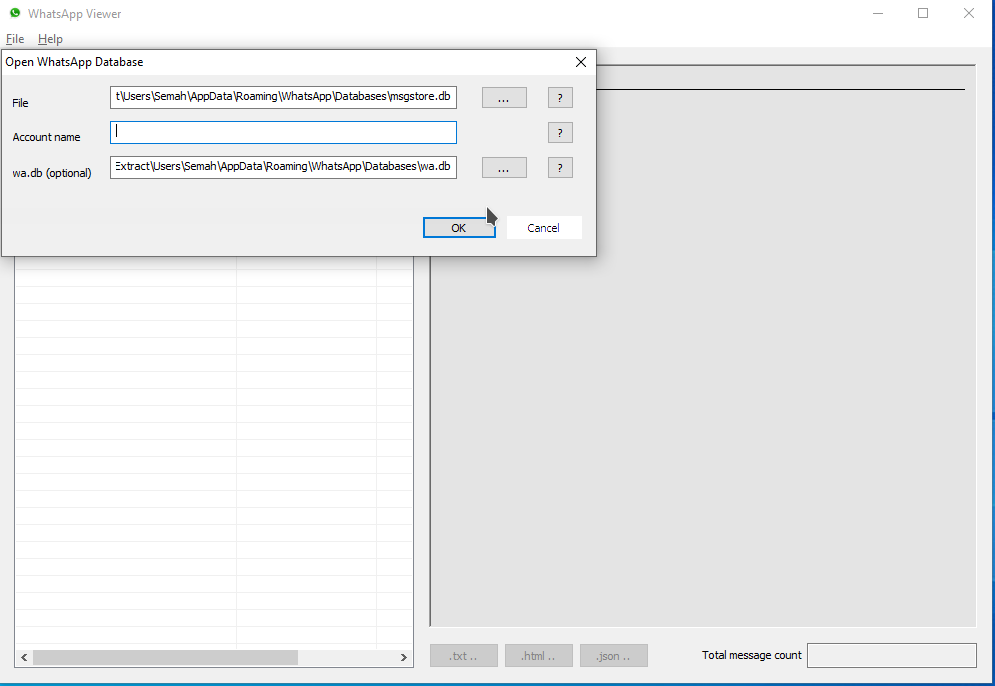 WhatsApp Viewer
File Help
Open WhatsApp Database
File t\Users\Semah\AppData\Roaming\WhatsApp\Databases\msgstore.db ... ?
Account name ?
wa.db (optional) Extract\Users\Semah\AppData\Roaming\WhatsApp\Databases\wa.db ... ?
OK Cancel
.txt .. .html .. .json .. Total message count